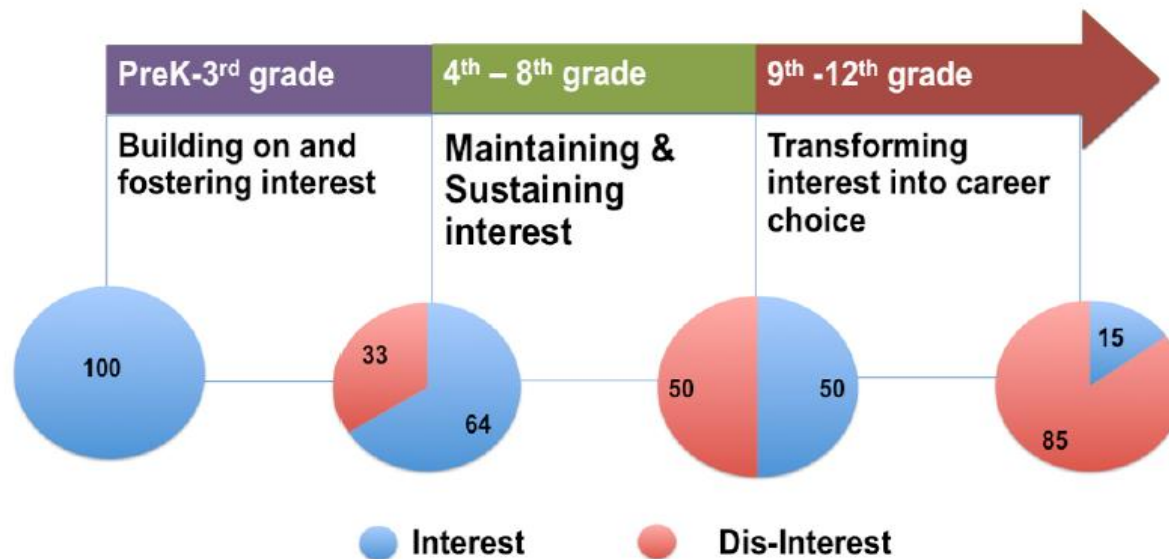 PreK-3rd grade
4th – 8th grade
9th -12th grade
Building on and
fostering interest
Maintaining &
Sustaining
interest
Transforming
interest into career
choice
100
33
64
50
50
15
85
Interest
Dis-Interest